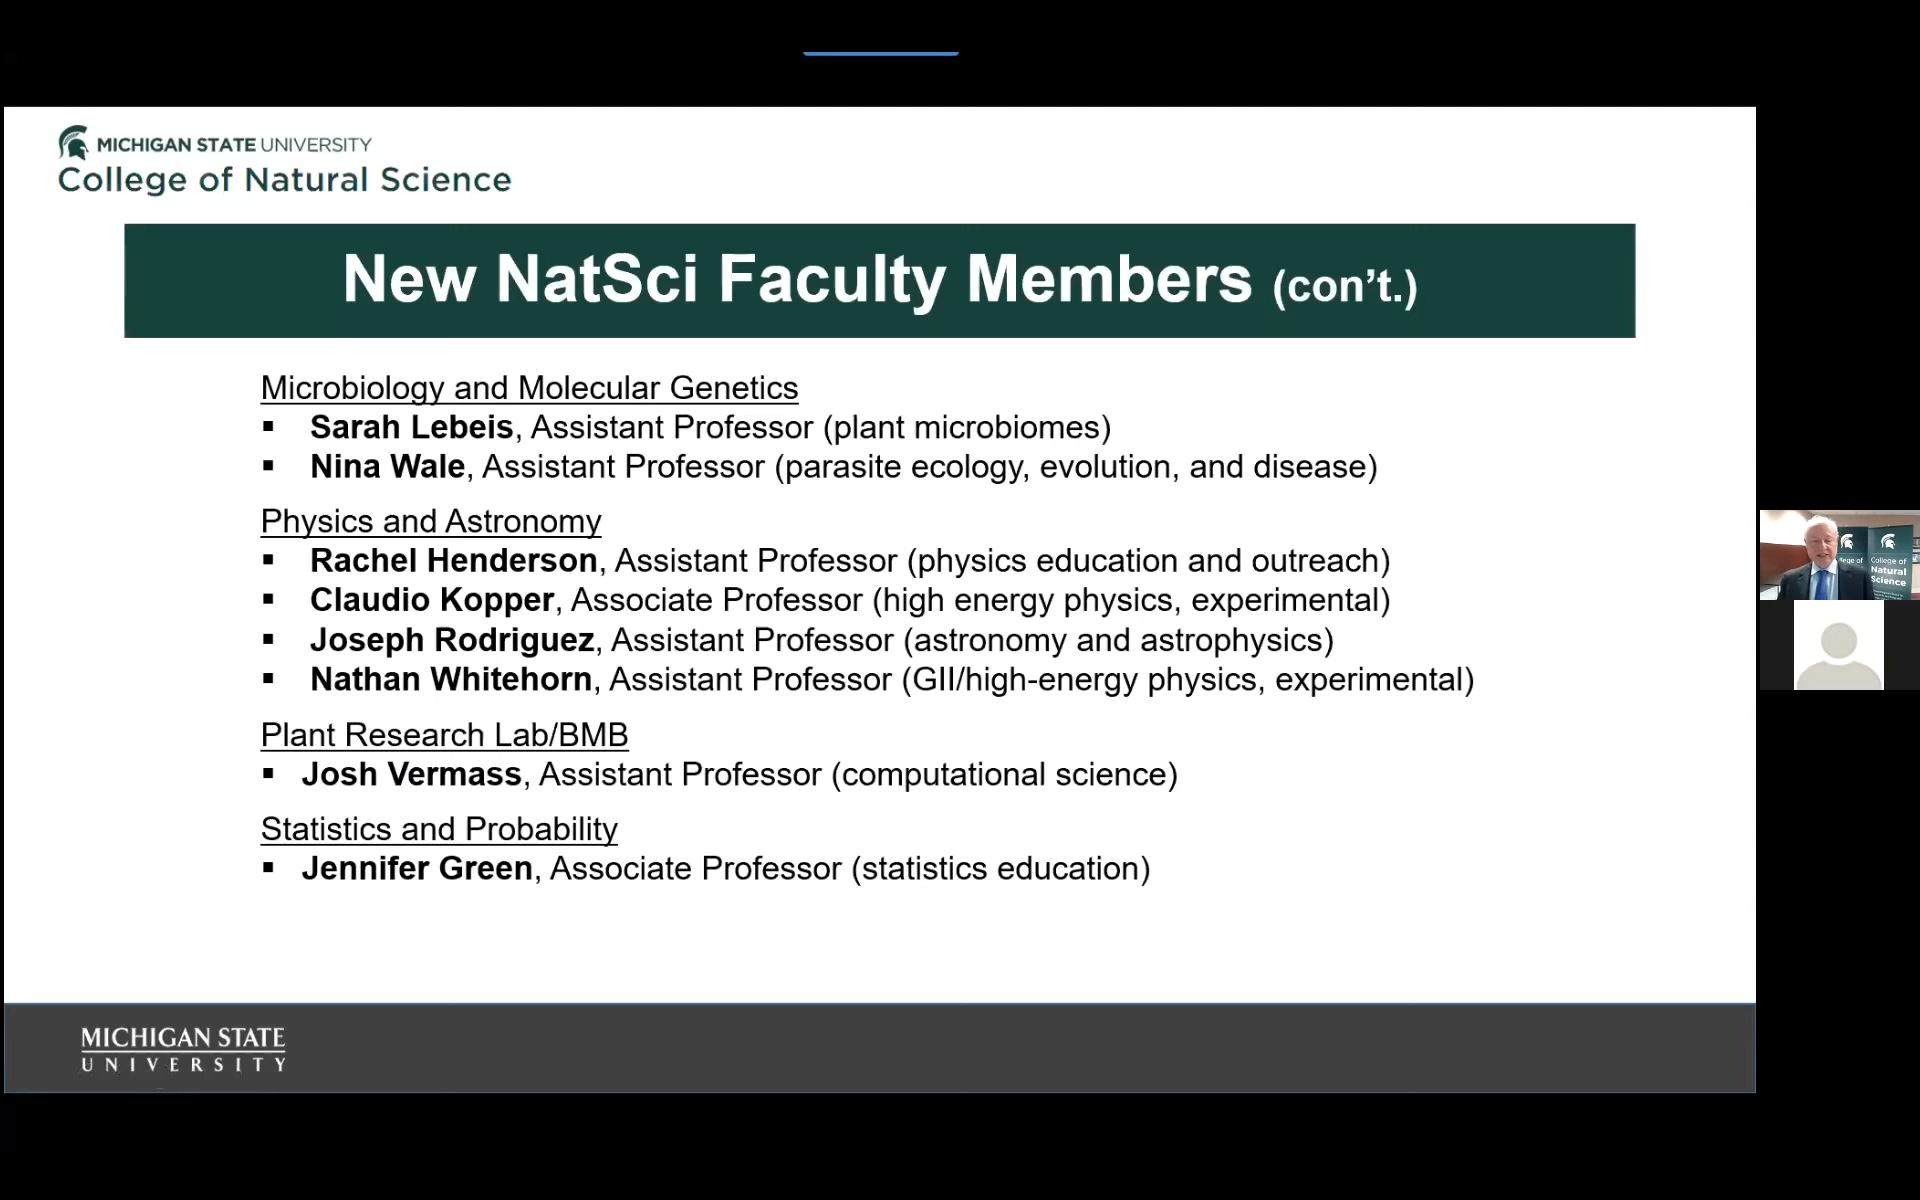 MICHIGAN STATE UNIVERSITY
College of Natural Science
New NatSci Faculty Members (con’t.)
Microbiology and Molecular Genetics
▪ Sarah Lebeis, Assistant Professor (plant microbiomes)
▪ Nina Wale, Assistant Professor (parasite ecology, evolution, and disease)
Physics and Astronomy
▪ Rachel Henderson, Assistant Professor (physics education and outreach)
▪ Claudio Kopper, Associate Professor (high energy physics, experimental)
▪ Joseph Rodriguez, Assistant Professor (astronomy and astrophysics)
▪ Nathan Whitehorn, Assistant Professor (GII/high-energy physics, experimental)
Plant Research Lab/BMB
▪ Josh Vermass, Assistant Professor (computational science)
Statistics and Probability
▪ Jennifer Green, Associate Professor (statistics education)
MICHIGAN STATE
UNIVERSITY
College of
Natural
Science